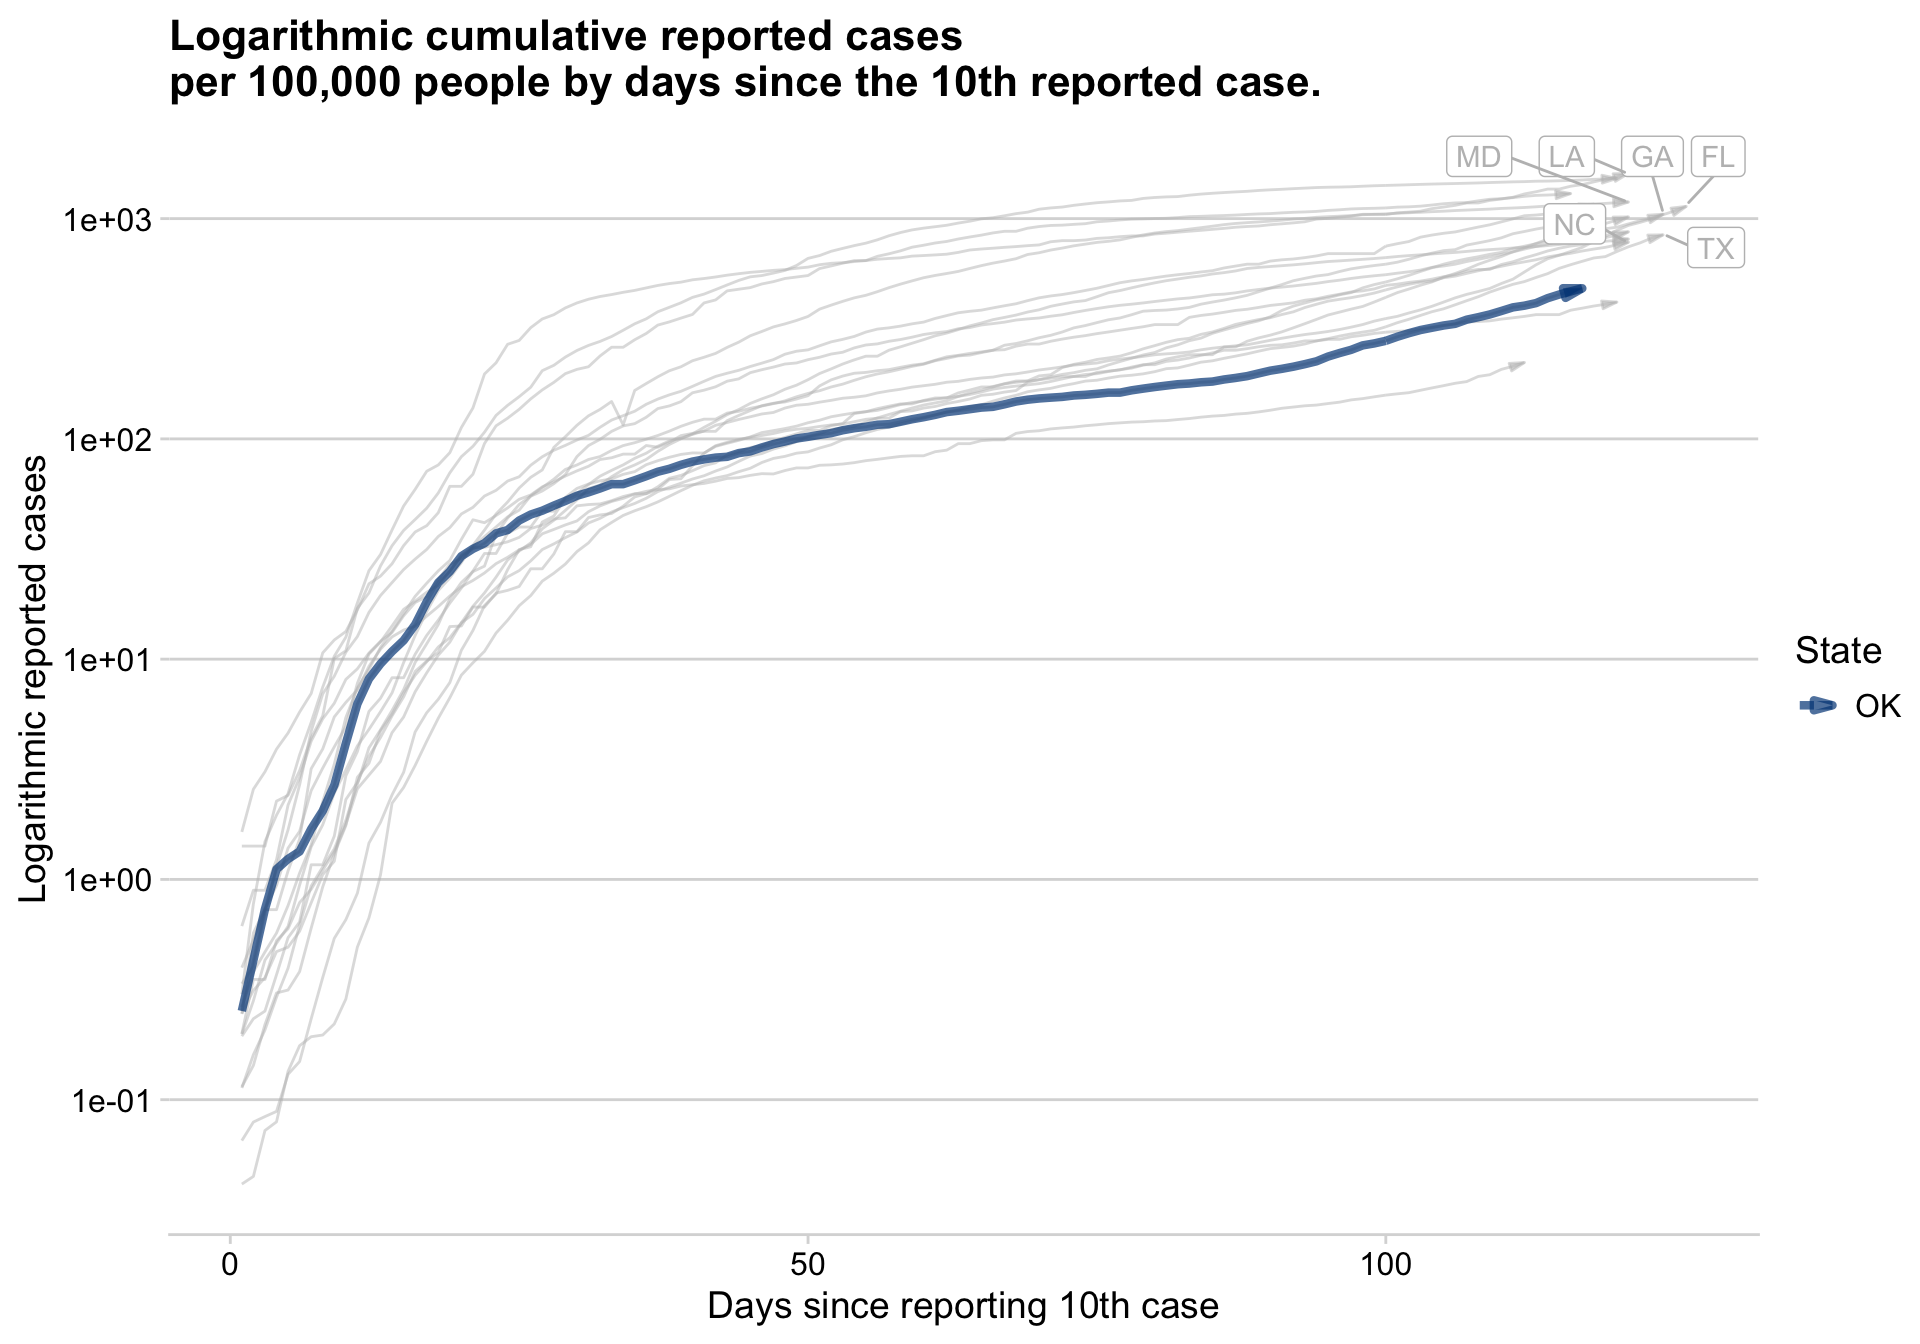 Logarithmic cumulative reported cases
per 100,000 people by days since the 10th reported case.
MD
LA
GA
FL
NC
TX
1e+03
1e+02
1e+01
1e+00
1e-01
Logarithmic reported cases
0
50
100
Days since reporting 10th case
State
OK